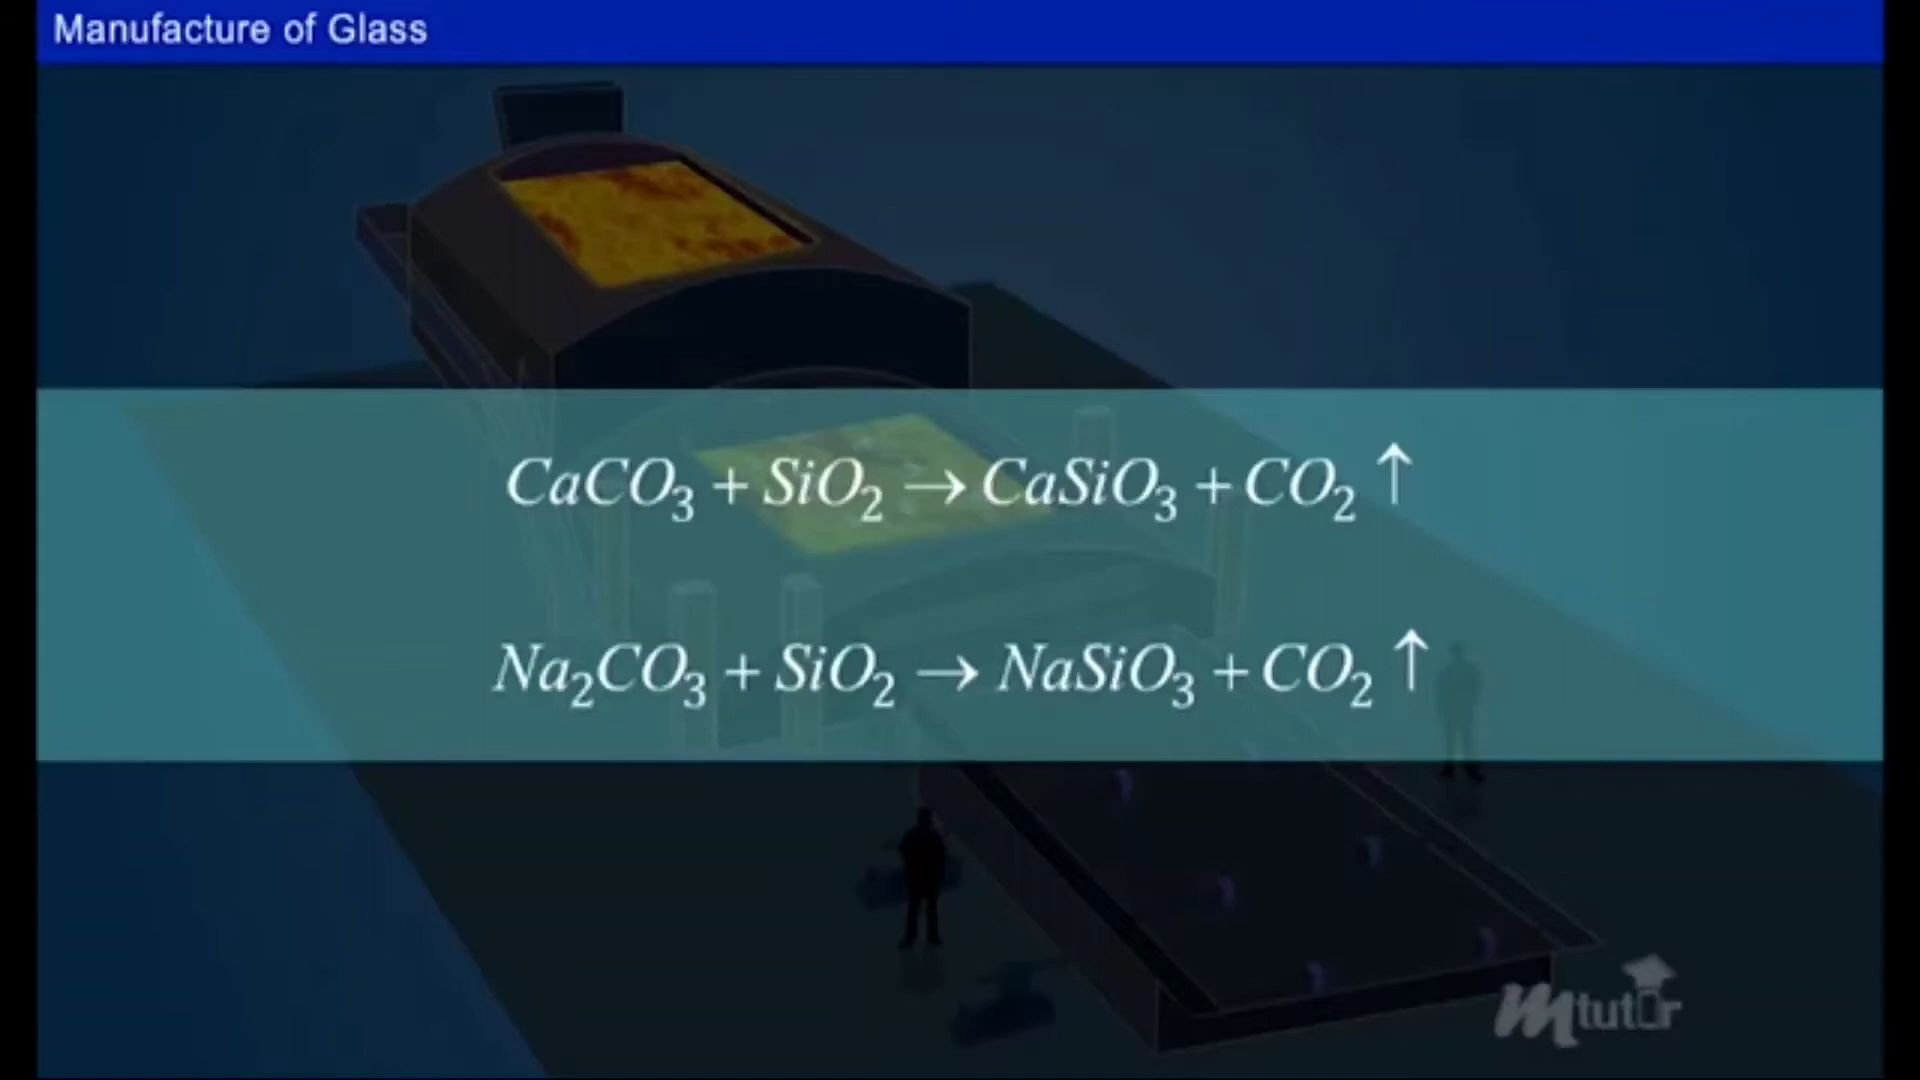 Manufacture of Glass
CaCO₃ + SiO₂ → CaSiO₃ + CO₂ ↑
Na₂CO₃ + SiO₂ → NaSiO₃ + CO₂ ↑
mtutor